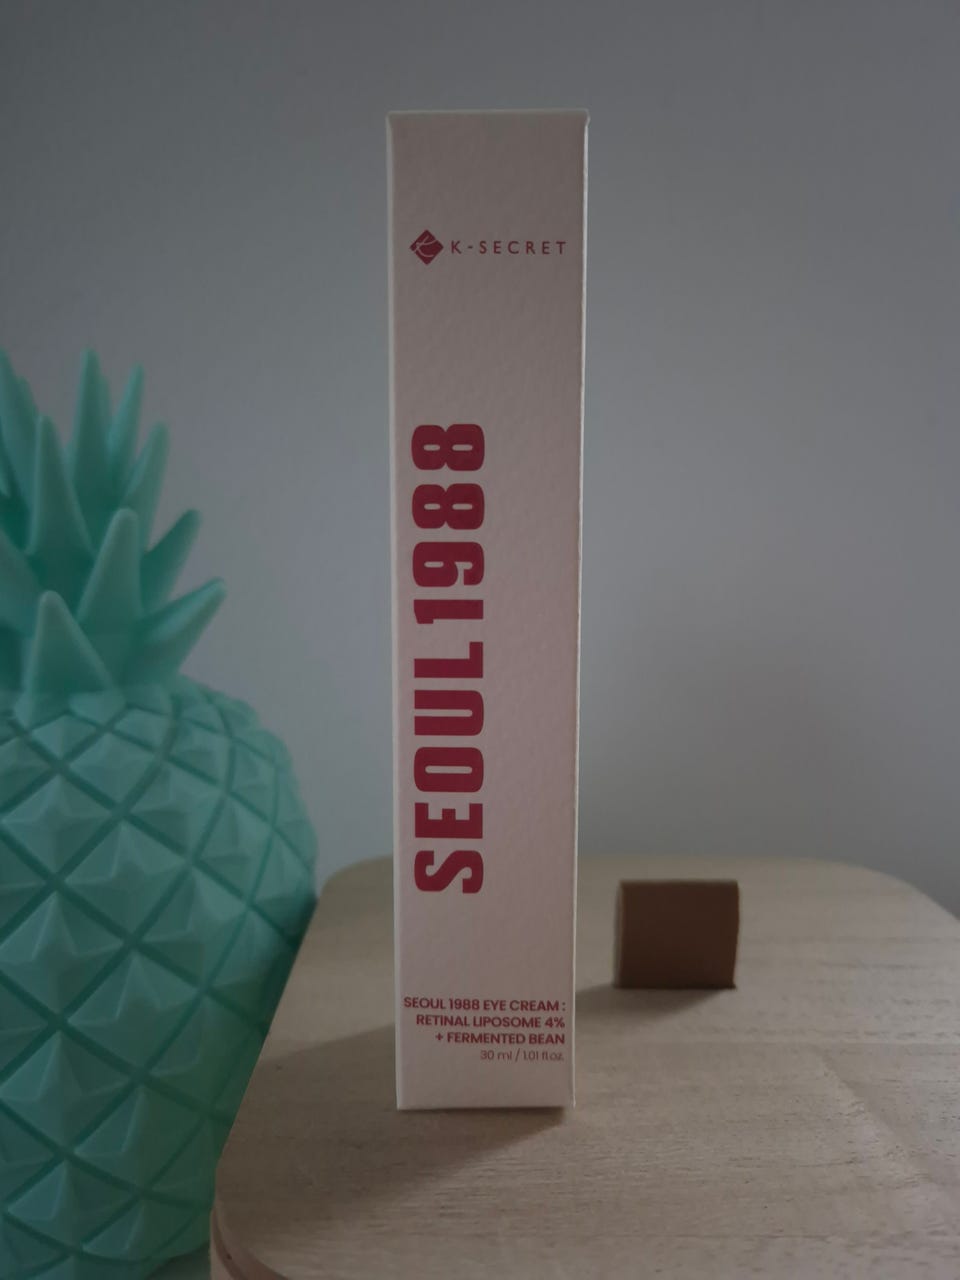 K-SECRET
SEOUL1988
SEOUL 1988 EYE CREAM :
RETINAL LIPOSOME 4%
+ FERMENTED BEAN
30 ml / 1.01 fl.oz.